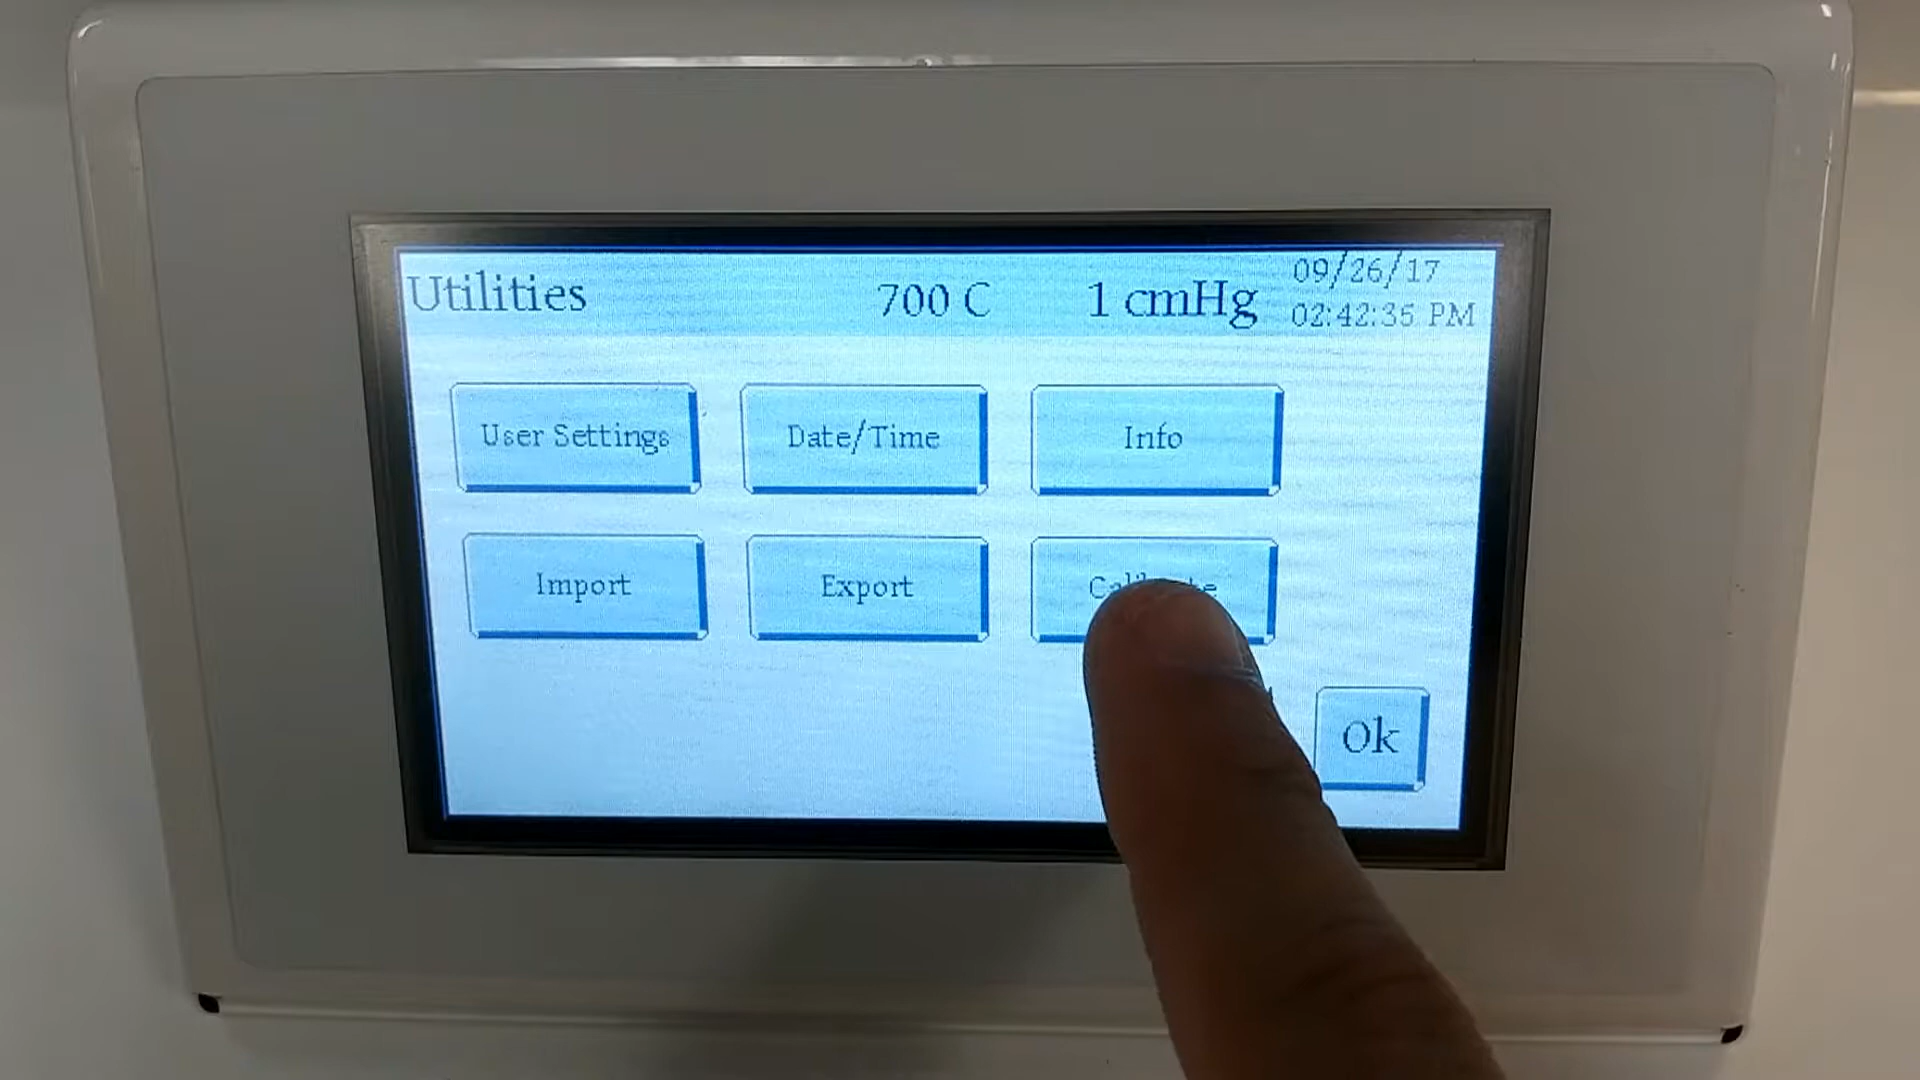 Utilities
700 C
1 cmHg
09/26/17
02:42:35 PM
User Settings
Date/Time
Info
Import
Export
Ok